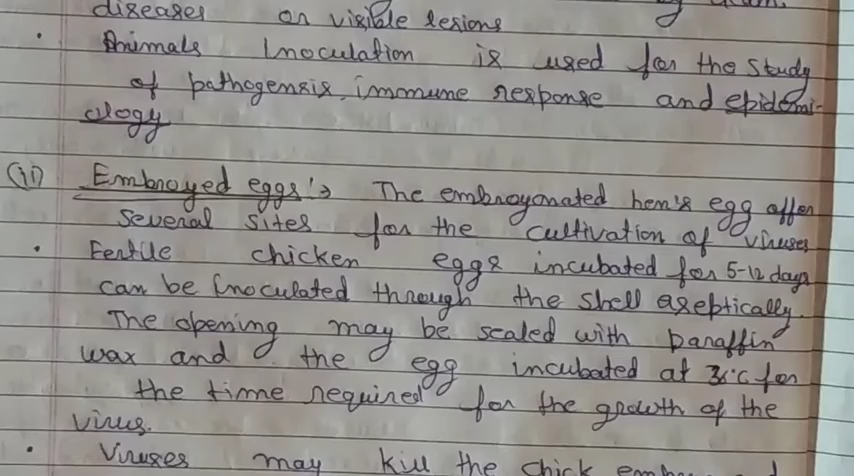 diseases or visible lesions
• Animals Inoculation is used for the study
of pathogensis, immune response and epidemi-
ology
(ii) Embroyed eggs :→ The embroyonated hen's egg offer
several sites for the cultivation of viruses
• Fertile chicken eggs incubated for 5-12 days
can be inoculated through the shell aseptically.
The opening may be sealed with paraffin
wax and the egg incubated at 36°C for
the time required for the growth of the
virus.
• Viruses may kill the chick